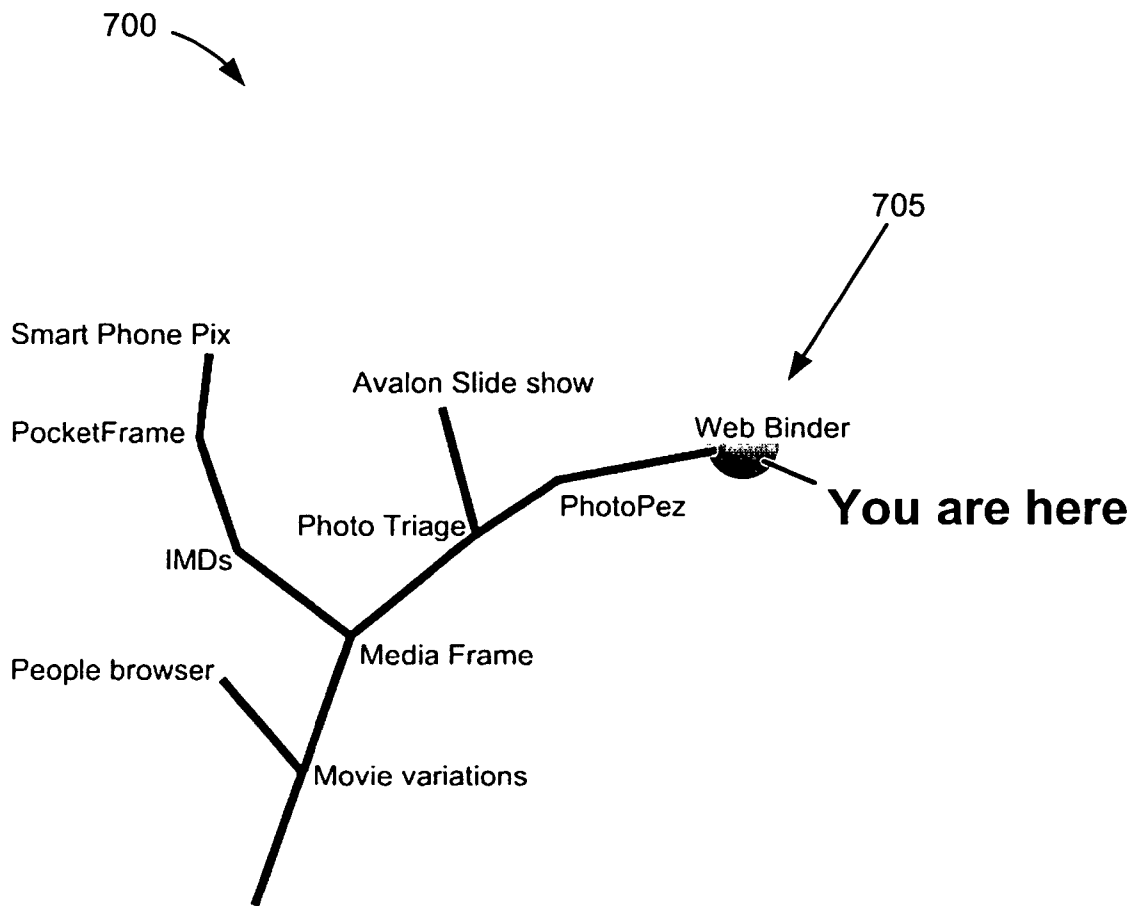 700
705
Smart Phone Pix
Avalon Slide show
PocketFrame
Web Binder
PhotoPez
You are here
Photo Triage
IMDs
Media Frame
People browser
Movie variations